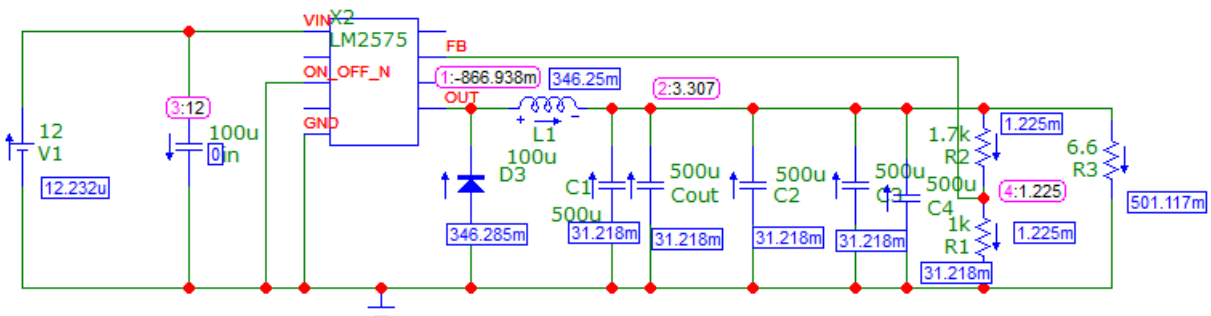 X2
LM2575
VIN
ON_OFF_N
GND
FB
OUT
1:-866.938m
346.25m
2:3.307
3:12
12
V1
12.232u
100u
0
in
L1
100u
D3
346.285m
C1
500u
31.218m
500u
Cout
31.218m
500u
C2
31.218m
500u
C3
31.218m
500u
C4
31.218m
1.7k
R2
1.225m
4:1.225
1k
R1
1.225m
6.6
R3
501.117m